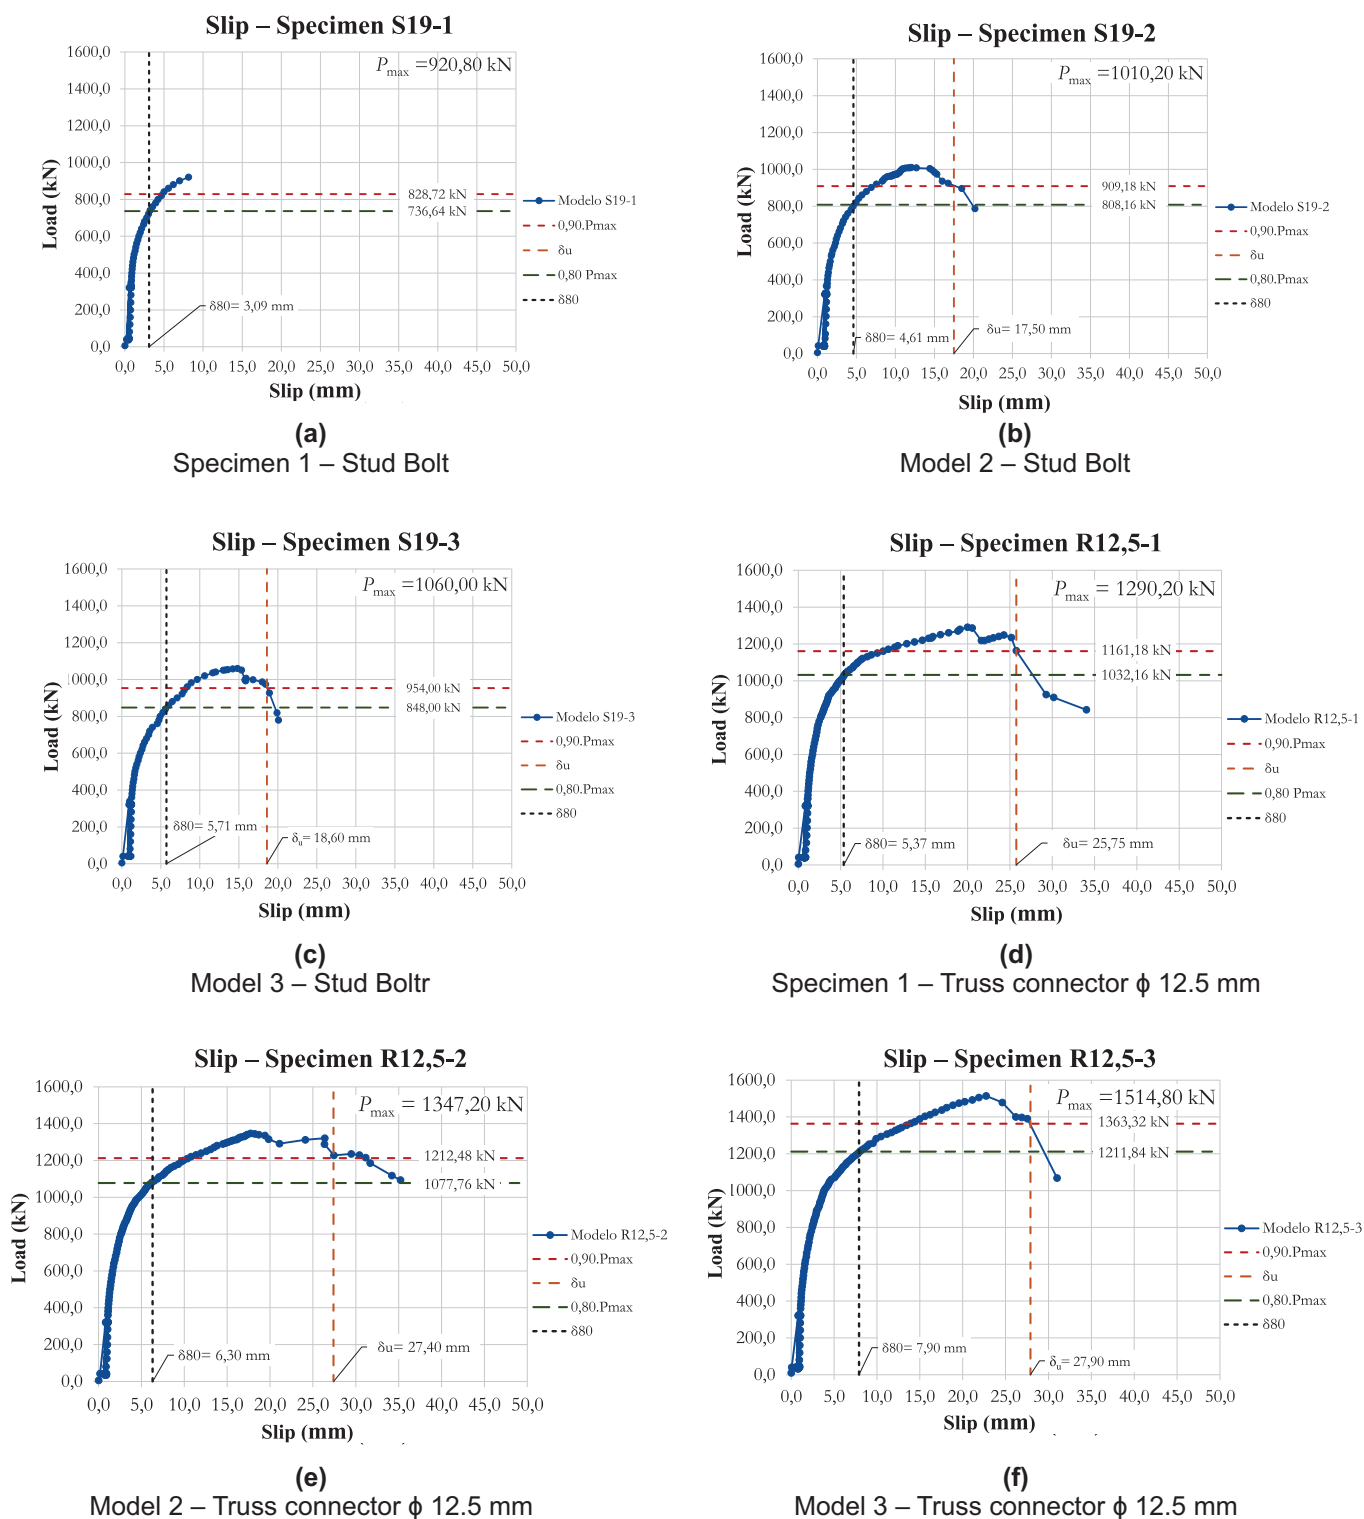 Slip – Specimen S19-1
P max =920,80 kN
1600,0
1400,0
1200,0
1000,0
800,0
600,0
400,0
200,0
0,0
Load (kN)
828,72 kN
736,64 kN
δ80= 3,09 mm
0,0 5,0 10,0 15,0 20,0 25,0 30,0 35,0 40,0 45,0 50,0
Slip (mm)
Modelo S19-1
0,90.Pmax
δu
0,80 Pmax
δ80
(a)
Specimen 1 – Stud Bolt
Slip – Specimen S19-2
P max =1010,20 kN
1600,0
1400,0
1200,0
1000,0
800,0
600,0
400,0
200,0
0,0
Load (kN)
909,18 kN
808,16 kN
δ80= 4,61 mm
δu= 17,50 mm
0,0 5,0 10,0 15,0 20,0 25,0 30,0 35,0 40,0 45,0 50,0
Slip (mm)
Modelo S19-2
0,90.Pmax
δu
0,80.Pmax
δ80
(b)
Model 2 – Stud Bolt
Slip – Specimen S19-3
P max =1060,00 kN
1600,0
1400,0
1200,0
1000,0
800,0
600,0
400,0
200,0
0,0
Load (kN)
954,00 kN
848,00 kN
δ80= 5,71 mm
δu= 18,60 mm
0,0 5,0 10,0 15,0 20,0 25,0 30,0 35,0 40,0 45,0 50,0
Slip (mm)
Modelo S19-3
0,90.Pmax
δu
0,80.Pmax
δ80
(c)
Model 3 – Stud Boltr
Slip – Specimen R12,5-1
P max = 1290,20 kN
1600,0
1400,0
1200,0
1000,0
800,0
600,0
400,0
200,0
0,0
Load (kN)
1161,18 kN
1032,16 kN
δ80= 5,37 mm
δu= 25,75 mm
0,0 5,0 10,0 15,0 20,0 25,0 30,0 35,0 40,0 45,0 50,0
Slip (mm)
Modelo R12,5-1
0,90.Pmax
δu
0,80 Pmax
δ80
(d)
Specimen 1 – Truss connector ϕ 12.5 mm
Slip – Specimen R12,5-2
P max = 1347,20 kN
1600,0
1400,0
1200,0
1000,0
800,0
600,0
400,0
200,0
0,0
Load (kN)
1212,48 kN
1077,76 kN
δ80= 6,30 mm
δu= 27,40 mm
0,0 5,0 10,0 15,0 20,0 25,0 30,0 35,0 40,0 45,0 50,0
Slip (mm)
Modelo R12,5-2
0,90.Pmax
δu
0,80.Pmax
δ80
(e)
Model 2 – Truss connector ϕ 12.5 mm
Slip – Specimen R12,5-3
P max =1514,80 kN
1600,0
1400,0
1200,0
1000,0
800,0
600,0
400,0
200,0
0,0
Load (kN)
1363,32 kN
1211,84 kN
δ80= 7,90 mm
δu =27,90 mm
0,0 5,0 10,0 15,0 20,0 25,0 30,0 35,0 40,0 45,0 50,0
Slip (mm)
Modelo R12,5-3
0,90.Pmax
δu
0,80.Pmax
δ80
(f)
Model 3 – Truss connector ϕ 12.5 mm